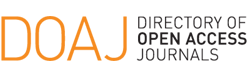 DOAJ
DIRECTORY OF
OPEN ACCESS
JOURNALS